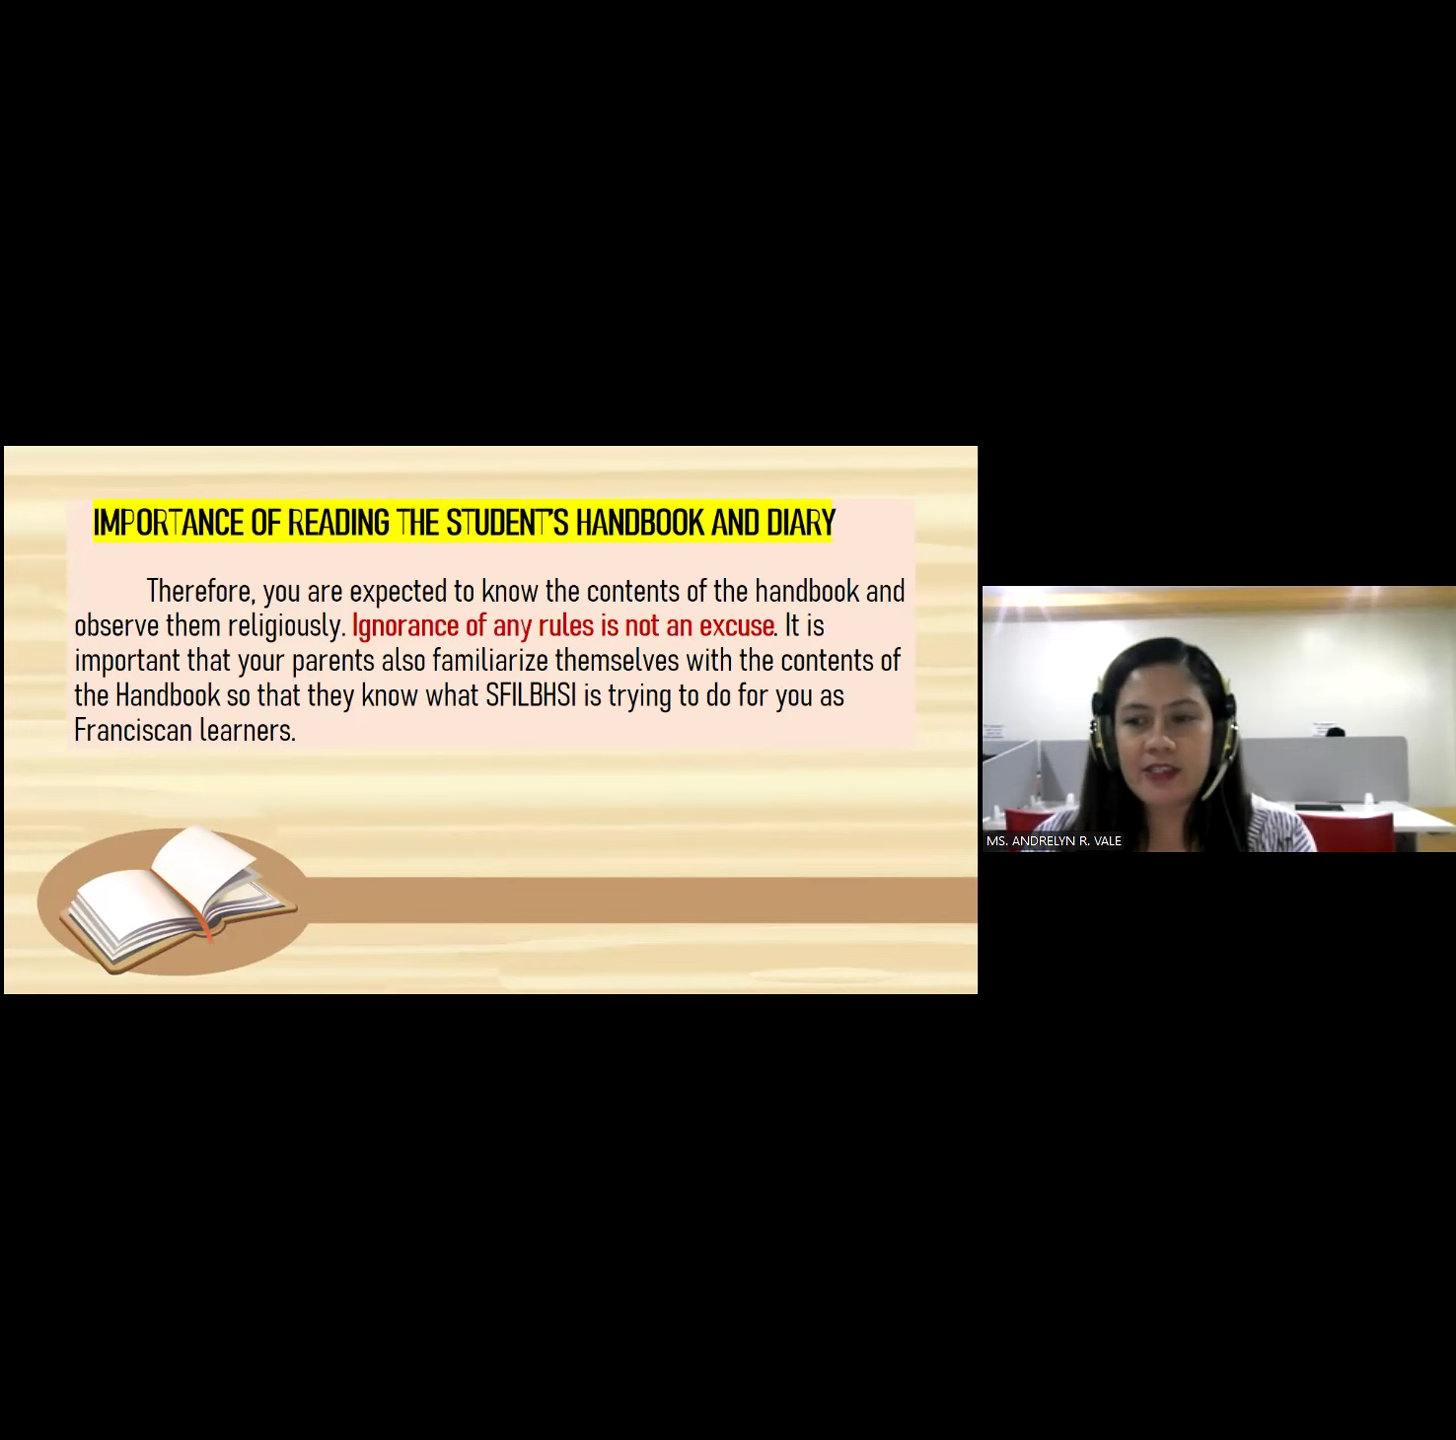 IMPORTANCE OF READING THE STUDENT'S HANDBOOK AND DIARY
Therefore, you are expected to know the contents of the handbook and
observe them religiously. Ignorance of any rules is not an excuse. It is
important that your parents also familiarize themselves with the contents of
the Handbook so that they know what SFILBHSI is trying to do for you as
Franciscan learners.
MS. ANDRELYN R. VALE